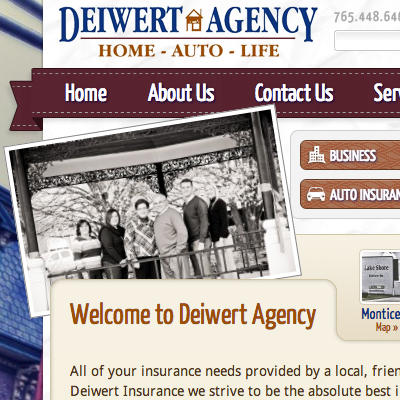 DEIWERT AGENCY
HOME - AUTO - LIFE
765.448.64
Home About Us Contact Us Ser
BUSINESS
AUTO INSURAN
Lake Shore
Montice
Map »
Welcome to Deiwert Agency
All of your insurance needs provided by a local, frien
Deiwert Insurance we strive to be the absolute best i